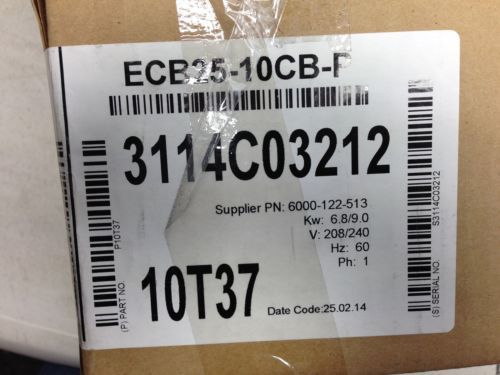 ECB25-10CB-P
3114C03212
Supplier PN: 6000-122-513
Kw: 6.8/9.0
V: 208/240
Hz: 60
Ph: 1
10T37
Date Code:25.02.14
(P) PART NO.
P10T37
S3114C03212
(S) SERIAL NO.